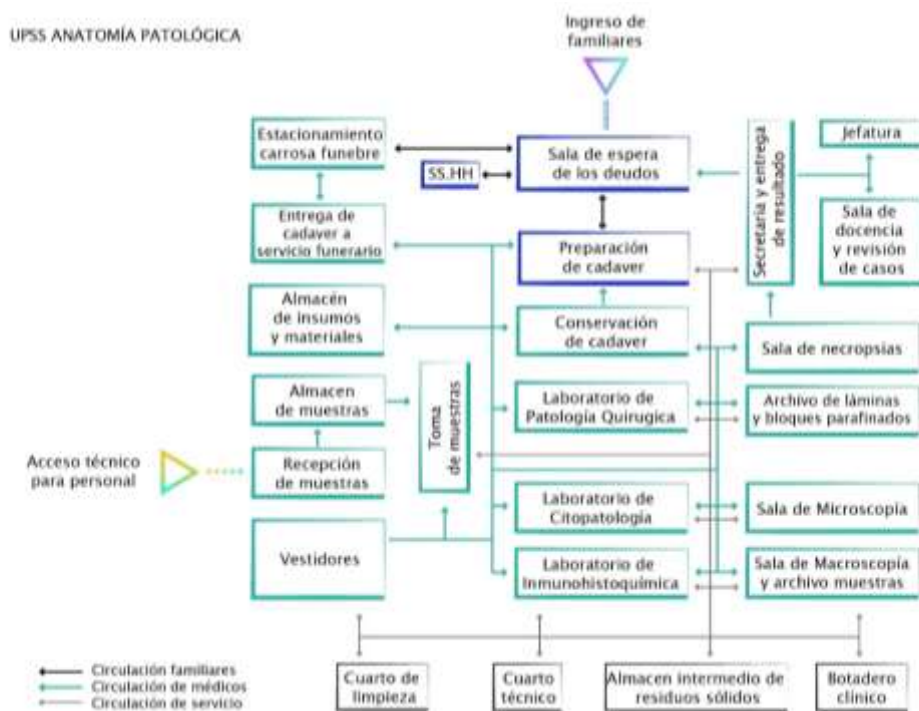 UPSS ANATOMÍA PATOLÓGICA
Ingreso de
familiares
Estacionamiento
carrosa funebre
SS.HH
Sala de espera
de los deudos
Secretaria y entrega
de resultado
Jefatura
Entrega de
cadaver a
servicio funerario
Preparación
de cadaver
Sala de
docencia
y revisión
de casos
Almacén
de insumos
y materiales
Conservación
de cadaver
Sala de necropsias
Almacen
de muestras
Toma
de muestras
Laboratorio de
Patología Quirugica
Archivo de láminas
y bloques parafinados
Acceso técnico
para personal
Recepción
de muestras
Laboratorio de
Citopatología
Sala de Microscopía
Vestidores
Laboratorio de
Inmunohistoquímica
Sala de Macroscopía
y archivo muestras
Circulación familiares
Circulación de médicos
Circulación de servicio
Cuarto de
limpieza
Cuarto
técnico
Almacen intermedio de
residuos sólidos
Botadero
clínico